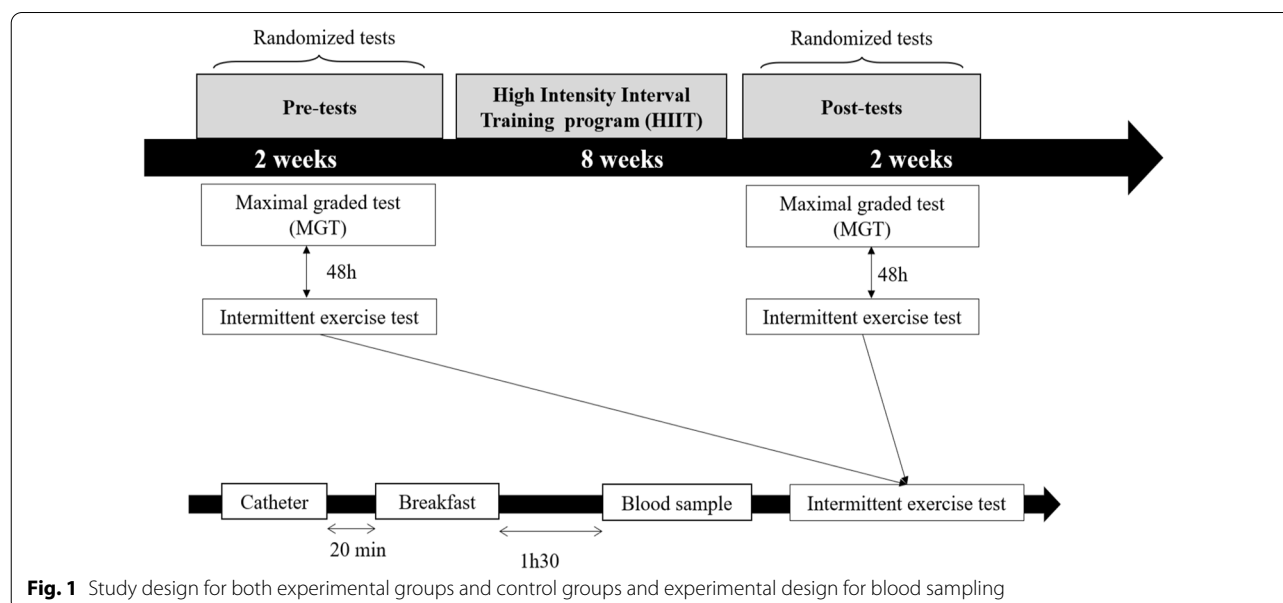 Randomized tests
Randomized tests
Pre-tests
High Intensity Interval
Training program (HIIT)
Post-tests
2 weeks
8 weeks
2 weeks
Maximal graded test
(MGT)
Maximal graded test
(MGT)
48h
48h
Intermittent exercise test
Intermittent exercise test
Catheter
Breakfast
Blood sample
Intermittent exercise test
20 min
1h30
Fig. 1 Study design for both experimental groups and control groups and experimental design for blood sampling